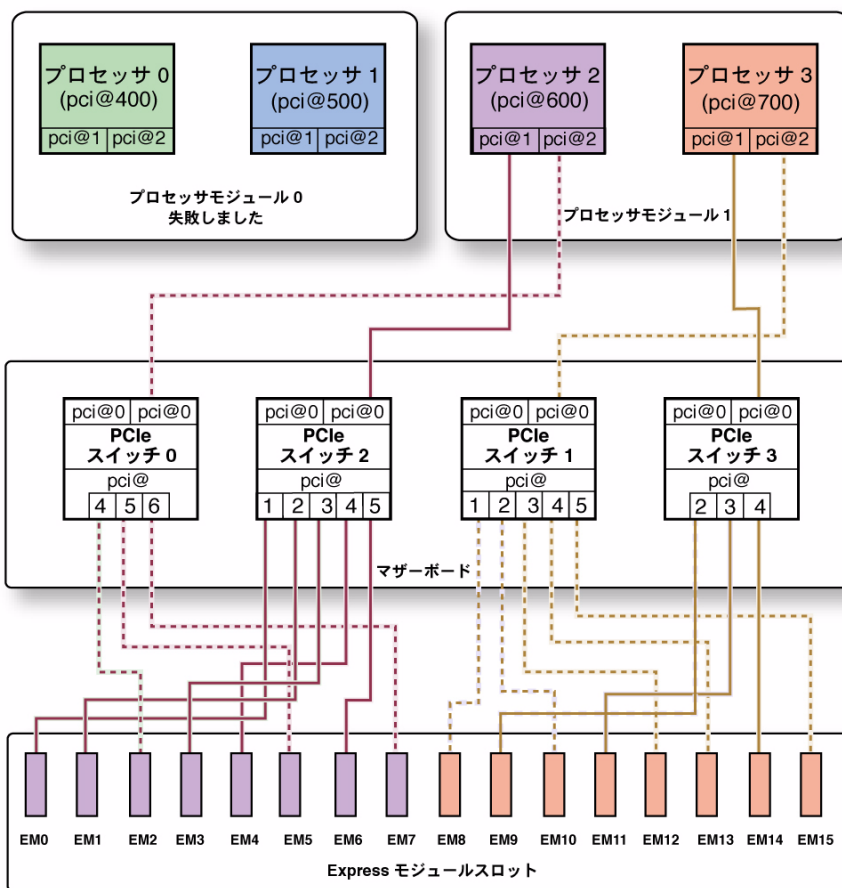 プロセッサ 0
(pci@400)
pci@1 pci@2
プロセッサ 1
(pci@500)
pci@1 pci@2
プロセッサモジュール 0
失敗しました
プロセッサ 2
(pci@600)
pci@1 pci@2
プロセッサ 3
(pci@700)
pci@1 pci@2
プロセッサモジュール 1
pci@0 pci@0
PCIe
スイッチ 0
pci@
4 5 6
pci@0 pci@0
PCIe
スイッチ 2
pci@
1 2 3 4 5
pci@0 pci@0
PCIe
スイッチ 1
pci@
1 2 3 4 5
pci@0 pci@0
PCIe
スイッチ 3
pci@
2 3 4
マザーボード
EM0 EM1 EM2 EM3 EM4 EM5 EM6 EM7 EM8 EM9 EM10 EM11 EM12 EM13 EM14 EM15
Express モジュールスロット